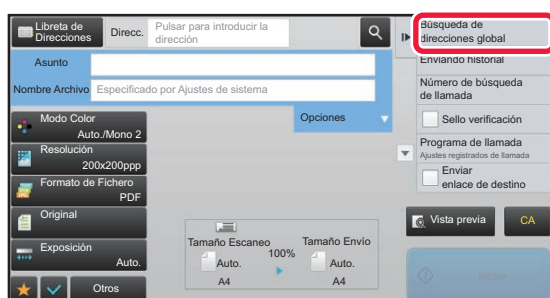 Libreta de
Direcciones
Direcc.
Pulsar para introducir la
dirección
Asunto
Nombre Archivo
Especificado por Ajustes de sistema
Modo Color
Auto./Mono 2
Opciones
Resolución
200x200ppp
Formato de Fichero
PDF
Original
Exposición
Auto.
Otros
Tamaño Escaneo
100%
Tamaño Envío
Auto.
Auto.
A4
A4
Búsqueda de
direcciones global
Enviando historial
Número de búsqueda
de llamada
Sello verificación
Programa de llamada
Ajustes registrados de llamada
Enviar
enlace de destino
Vista previa
CA
Iniciar